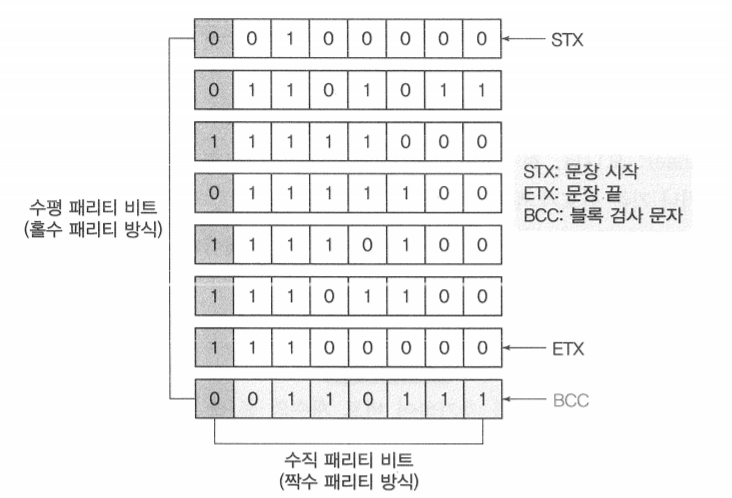 0 0 1 0 0 0 0 0 STX
0 1 1 0 1 0 1 1
1 1 1 1 1 0 0 0
STX: 문장 시작
0 1 1 1 1 1 0 0
ETX: 문장 끝
수평 패리티 비트
BCC: 블록 검사 문자
(홀수 패리티 방식)
1 1 1 1 0 1 0 0
1 1 1 0 1 1 0 0
1 1 1 0 0 0 0 0 ETX
0 0 1 1 0 1 1 1 BCC
수직 패리티 비트
(짝수 패리티 방식)